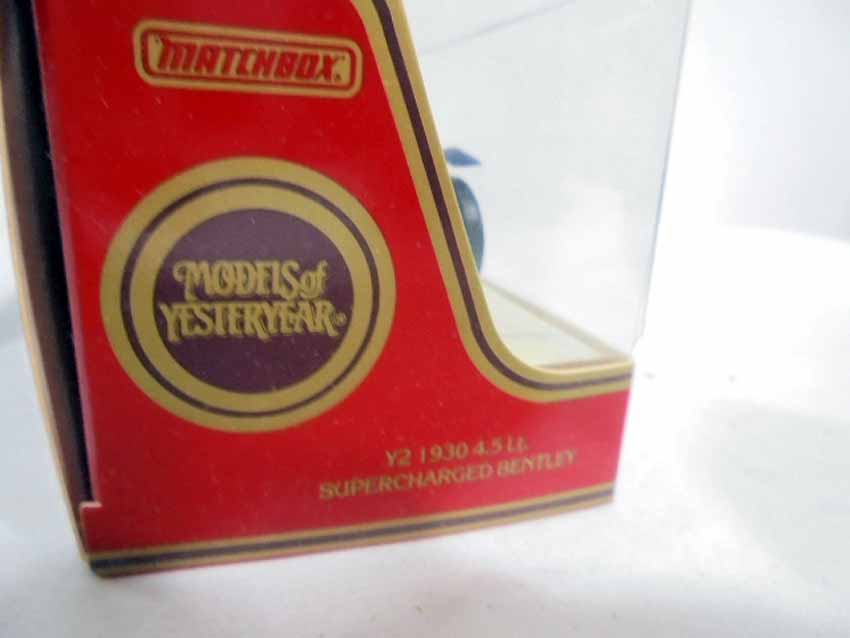 "MATCHBOX"®
MODELS of
YESTERYEAR®
Y2 1930 4.5 Lt.
SUPERCHARGED BENTLEY